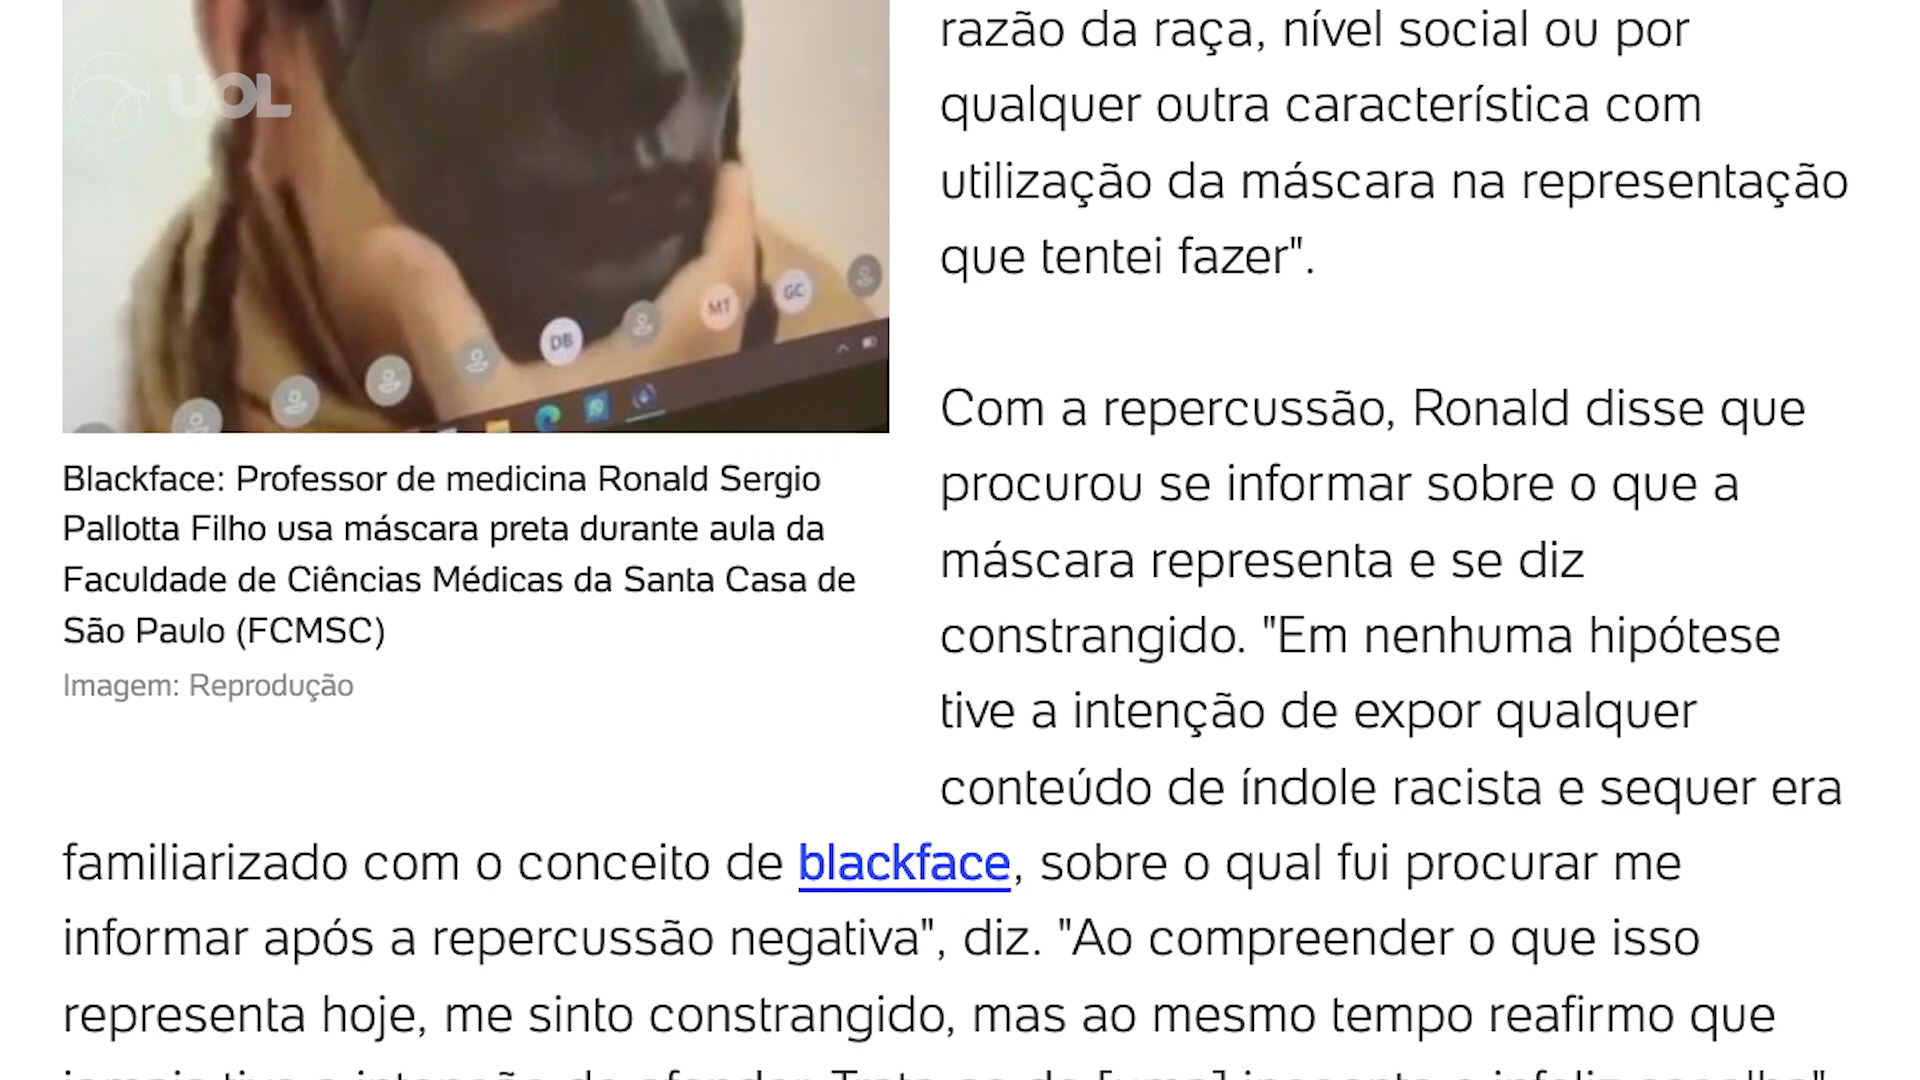 UOL
DB
MT
GC
Blackface: Professor de medicina Ronald Sergio
Pallotta Filho usa máscara preta durante aula da
Faculdade de Ciências Médicas da Santa Casa de
São Paulo (FCMSC)
Imagem: Reprodução
razão da raça, nível social ou por
qualquer outra característica com
utilização da máscara na representação
que tentei fazer".
Com a repercussão, Ronald disse que
procurou se informar sobre o que a
máscara representa e se diz
constrangido. "Em nenhuma hipótese
tive a intenção de expor qualquer
conteúdo de índole racista e sequer era
familiarizado com o conceito de blackface, sobre o qual fui procurar me
informar após a repercussão negativa", diz. "Ao compreender o que isso
representa hoje, me sinto constrangido, mas ao mesmo tempo reafirmo que